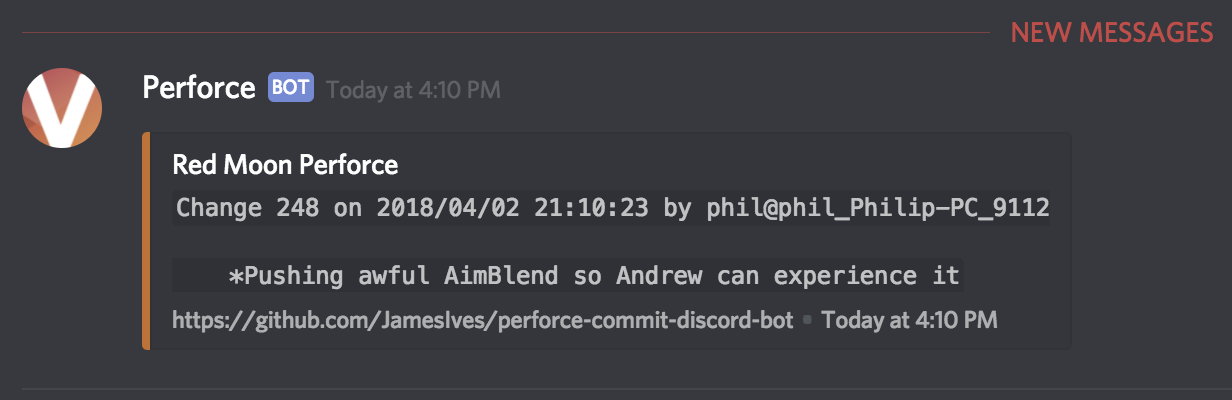 NEW MESSAGES
Perforce BOT Today at 4:10 PM
Red Moon Perforce
Change 248 on 2018/04/02 21:10:23 by phil@phil_Philip-PC_9112
*Pushing awful AimBlend so Andrew can experience it
https://github.com/JamesIves/perforce-commit-discord-bot ▪ Today at 4:10 PM